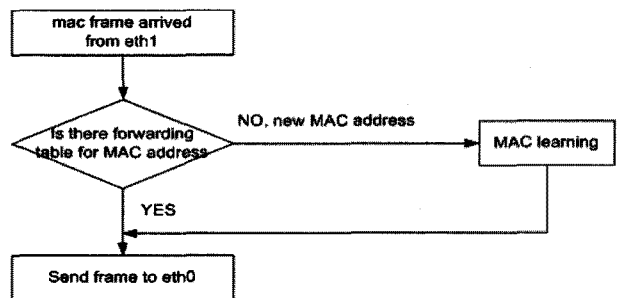 mac frame arrived
from eth1
Is there forwarding
table for MAC address
NO, new MAC address
MAC learning
YES
Send frame to eth0